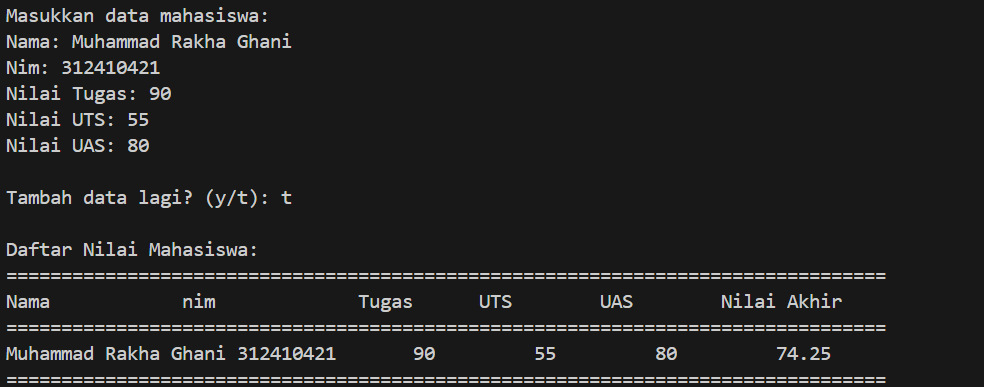 Masukkan data mahasiswa:
Nama: Muhammad Rakha Ghani
Nim: 312410421
Nilai Tugas: 90
Nilai UTS: 55
Nilai UAS: 80
Tambah data lagi? (y/t): t
Daftar Nilai Mahasiswa:
================================================================================
Nama            nim             Tugas      UTS        UAS        Nilai Akhir
================================================================================
Muhammad Rakha Ghani 312410421       90         55         80         74.25
================================================================================